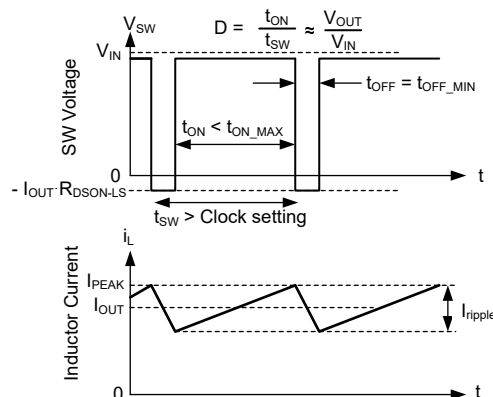 V_SW
D = t_ON / t_SW ≈ V_OUT / V_IN
V_IN
SW Voltage
t_OFF = t_OFF_MIN
t_ON < t_ON_MAX
0
t
- I_OUT·R_DSON-LS
t_SW > Clock setting
i_L
Inductor Current
I_PEAK
I_OUT
I_ripple
0
t